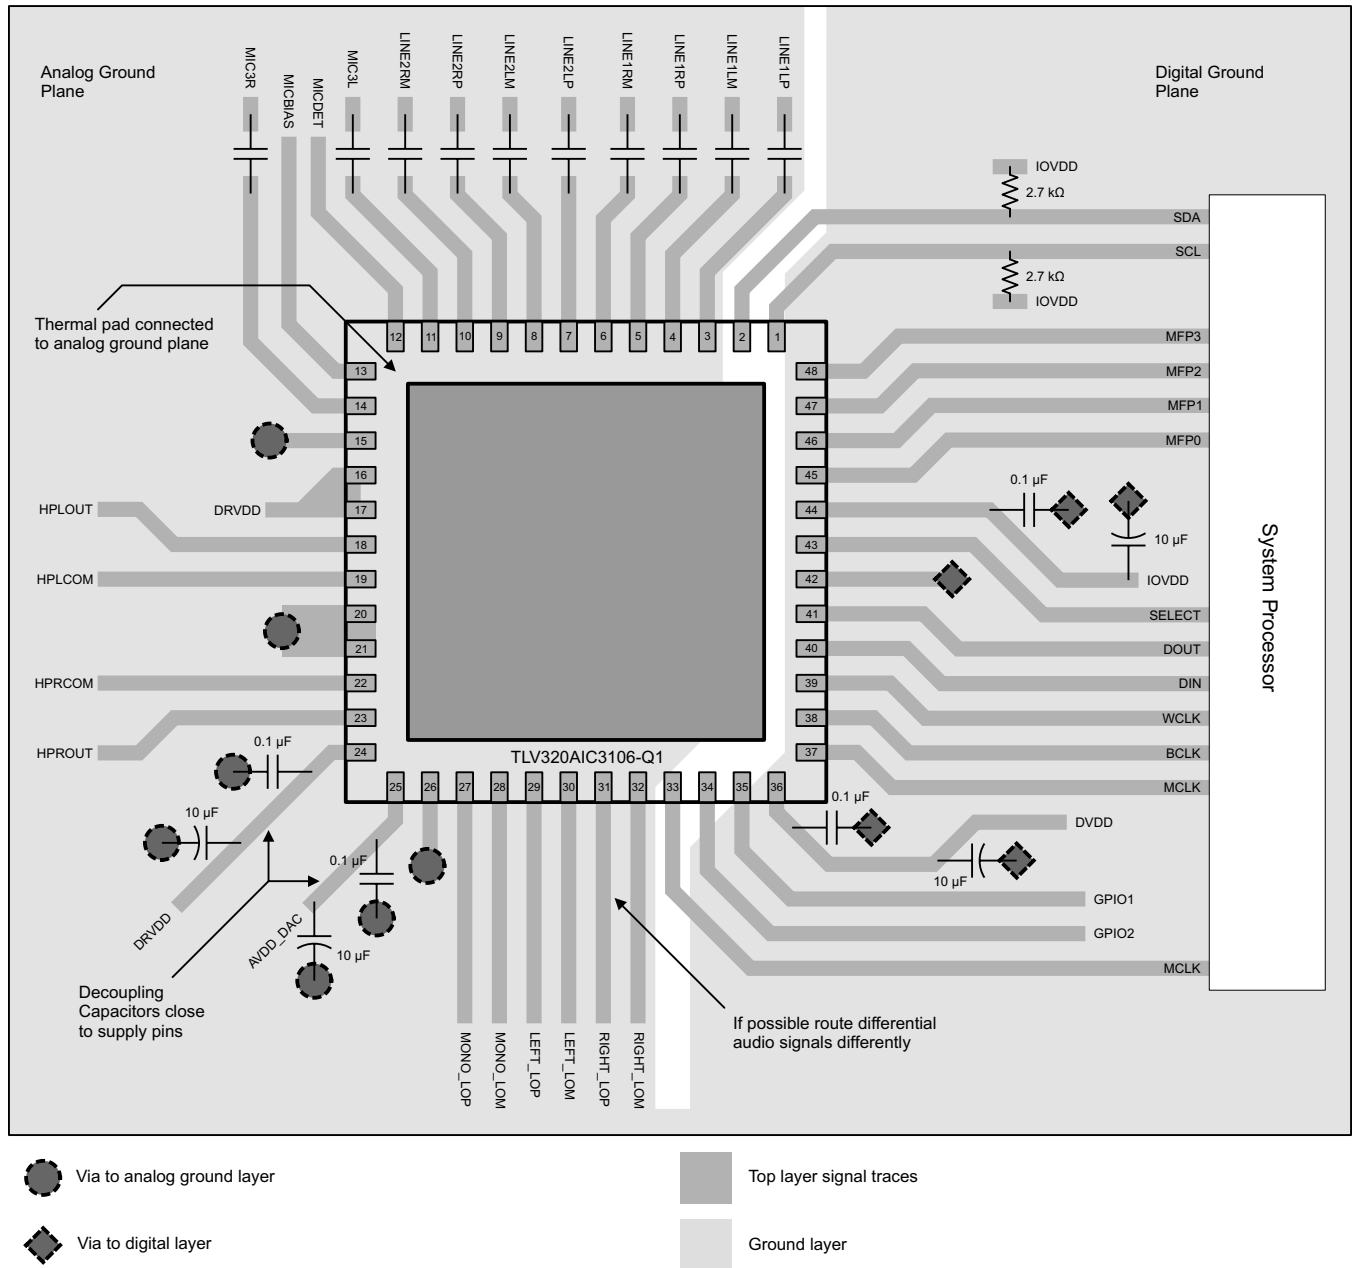 Analog Ground
Plane
MIC3R
MICBIAS
MICDET
MIC3L
LINE2RM
LINE2RP
LINE2LM
LINE2LP
LINE1RM
LINE1RP
LINE1LM
LINE1LP
Digital Ground
Plane
IOVDD
2.7 kΩ
SDA
SCL
2.7 kΩ
IOVDD
Thermal pad connected
to analog ground plane
12
11
10
9
8
7
6
5
4
3
2
1
MFP3
MFP2
MFP1
MFP0
13
14
15
16
17
18
19
20
21
22
23
24
48
47
46
45
44
43
42
41
40
39
38
37
HPLOUT
DRVDD
HPLCOM
HPRCOM
HPROUT
0.1 µF
10 µF
IOVDD
SELECT
DOUT
DIN
WCLK
BCLK
MCLK
System Processor
TLV320AIC3106-Q1
25
26
27
28
29
30
31
32
33
34
35
36
0.1 µF
10 µF
0.1 µF
10 µF
DRVDD
AVDD_DAC
0.1 µF
DVDD
10 µF
GPIO1
GPIO2
MCLK
Decoupling
Capacitors close
to supply pins
MONO_LOP
MONO_LOM
LEFT_LOP
LEFT_LOM
RIGHT_LOP
RIGHT_LOM
If possible route differential
audio signals differently
Via to analog ground layer
Top layer signal traces
Via to digital layer
Ground layer